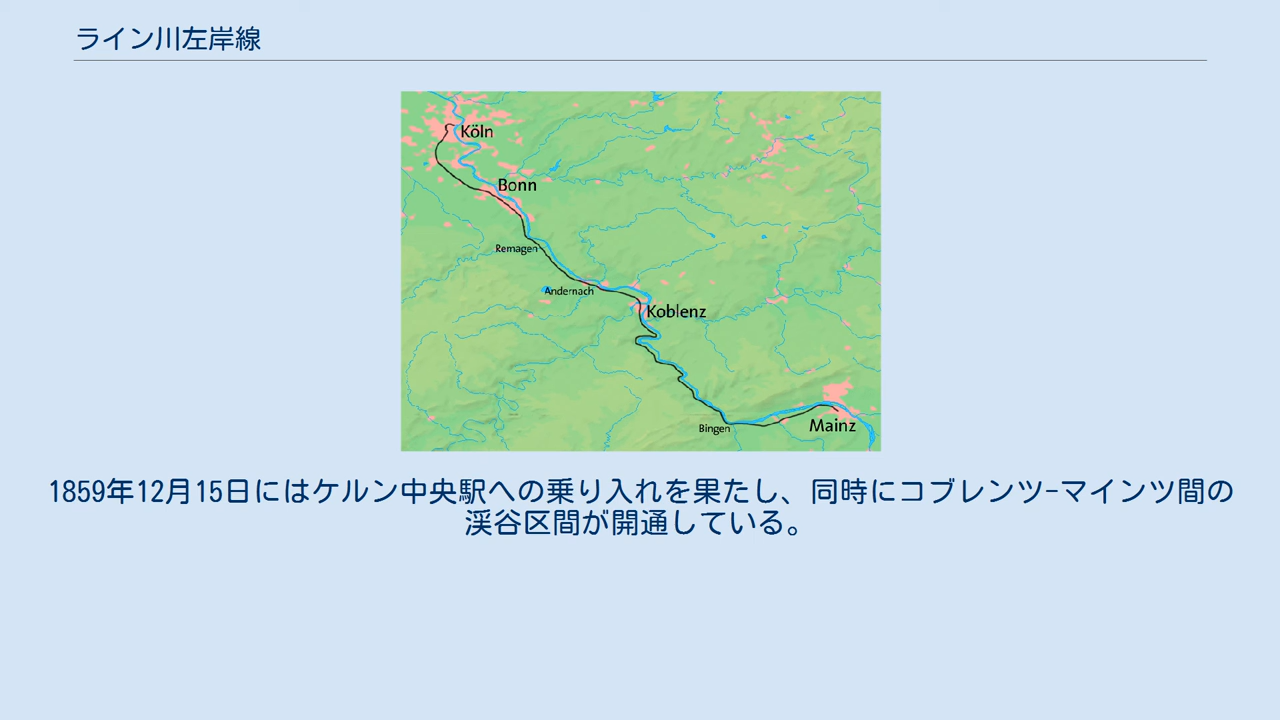 ライン川左岸線
Köln
Bonn
Remagen
Andernach
Koblenz
Bingen
Mainz
1859年12月15日にはケルン中央駅への乗り入れを果たし、同時にコブレンツ-マインツ間の
渓谷区間が開通している。